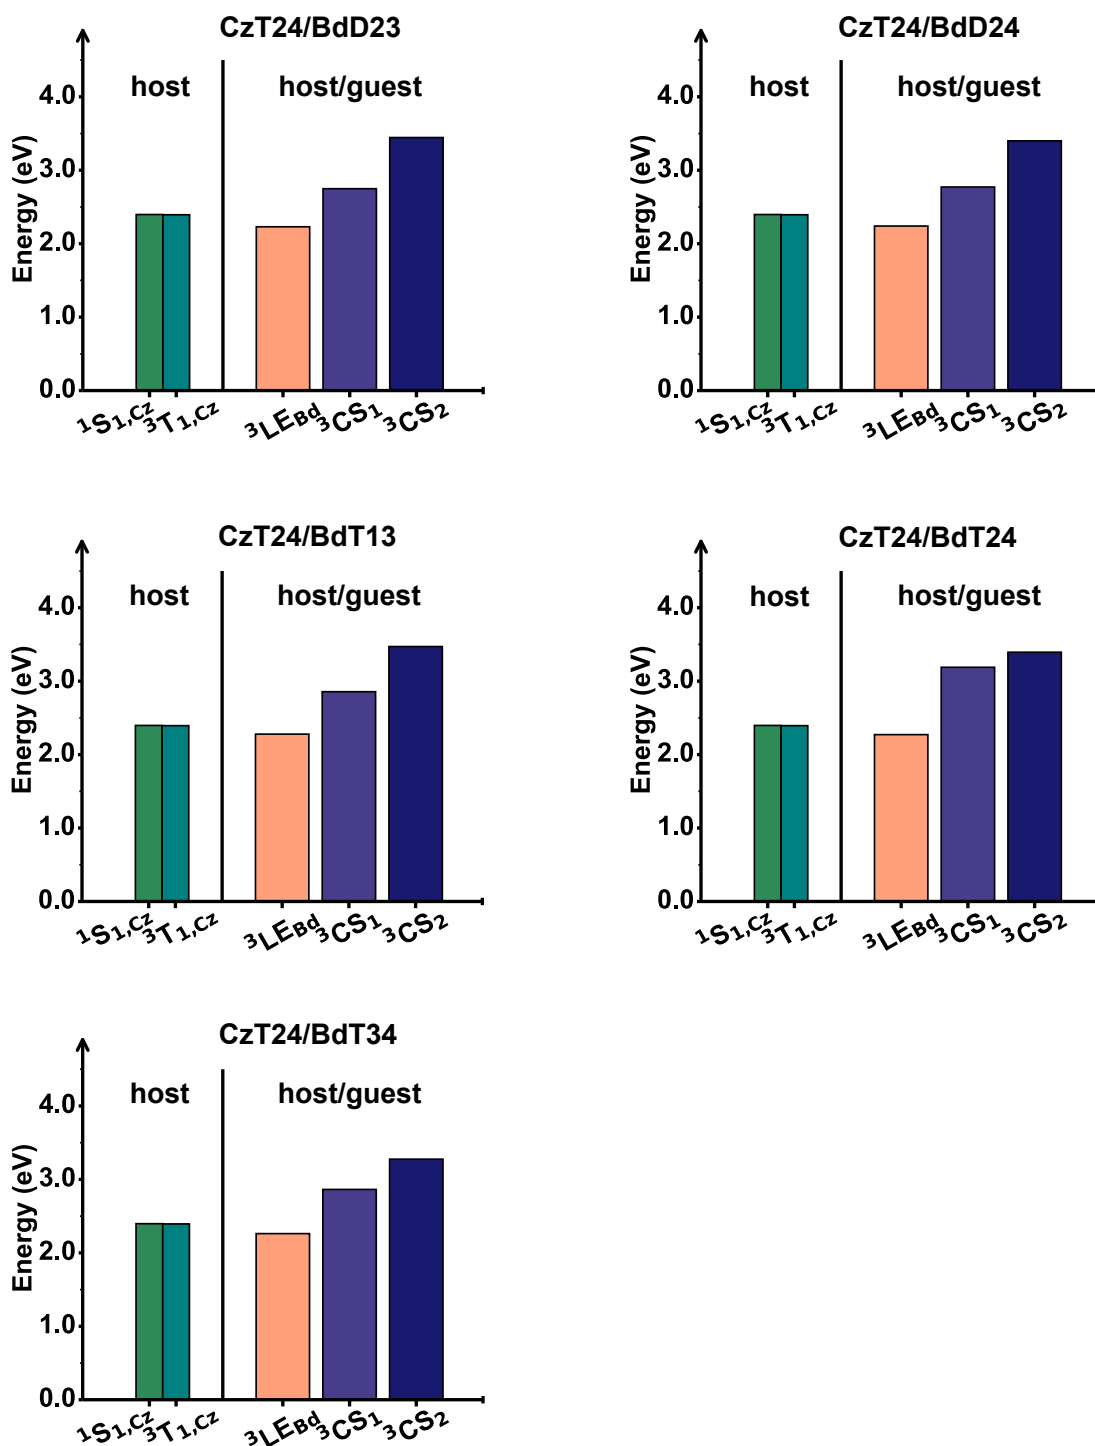 CzT24/BdD23
host
host/guest
Energy (eV)
4.0
3.0
2.0
1.0
0.0
¹S₁,Cz
³T₁,Cz
³LE_Bd
³CS₁
³CS₂
CzT24/BdD24
host
host/guest
Energy (eV)
4.0
3.0
2.0
1.0
0.0
¹S₁,Cz
³T₁,Cz
³LE_Bd
³CS₁
³CS₂
CzT24/BdT13
host
host/guest
Energy (eV)
4.0
3.0
2.0
1.0
0.0
¹S₁,Cz
³T₁,Cz
³LE_Bd
³CS₁
³CS₂
CzT24/BdT24
host
host/guest
Energy (eV)
4.0
3.0
2.0
1.0
0.0
¹S₁,Cz
³T₁,Cz
³LE_Bd
³CS₁
³CS₂
CzT24/BdT34
host
host/guest
Energy (eV)
4.0
3.0
2.0
1.0
0.0
¹S₁,Cz
³T₁,Cz
³LE_Bd
³CS₁
³CS₂